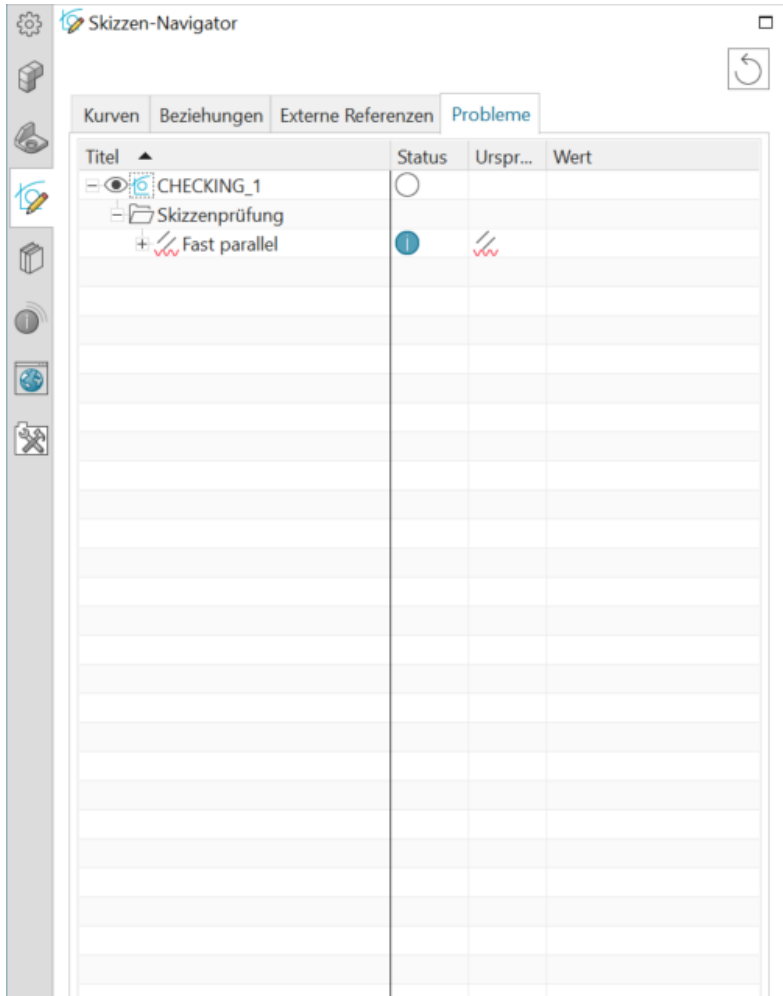 Skizzen-Navigator
Kurven Beziehungen Externe Referenzen Probleme
Titel Status Urspr... Wert
CHECKING_1
Skizzenprüfung
Fast parallel